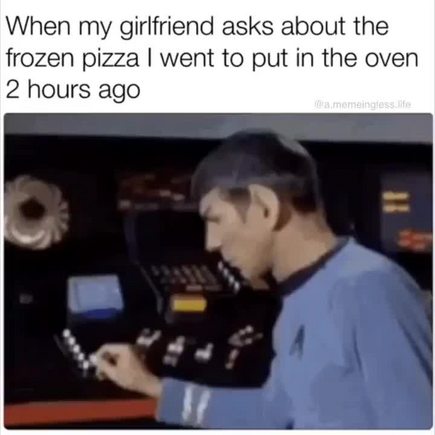 When my girlfriend asks about the
frozen pizza I went to put in the oven
2 hours ago
@a.memeingless.life